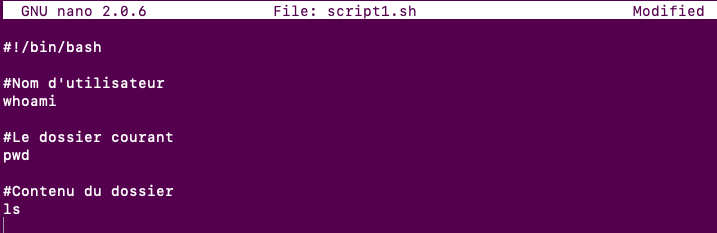 GNU nano 2.0.6 File: script1.sh Modified
#!/bin/bash
#Nom d'utilisateur
whoami
#Le dossier courant
pwd
#Contenu du dossier
ls